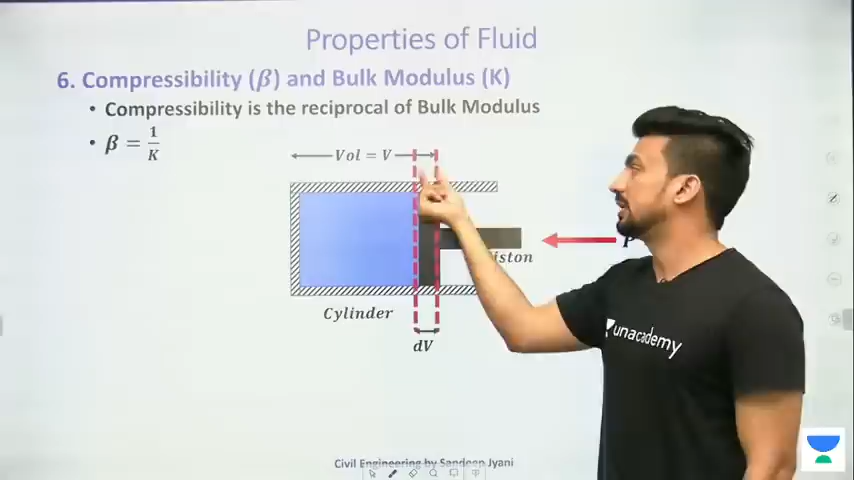 Properties of Fluid
6. Compressibility (β) and Bulk Modulus (K)
• Compressibility is the reciprocal of Bulk Modulus
• β = 1/K
Vol = V
P
iston
Cylinder
dV
unacademy
Civil Engineering by Sandeep Jyani